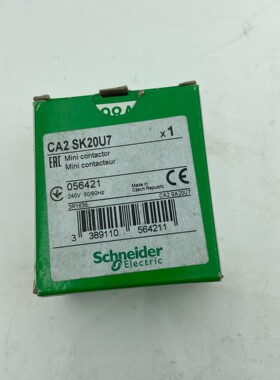 CA2 SK20U7
x 1
EAC Mini contactor
Mini contacteur
056421
Made in
Czech Republic
CE
240V 50/60Hz
CA2 SK20U7
Schneider
Electric
3 389110 564211